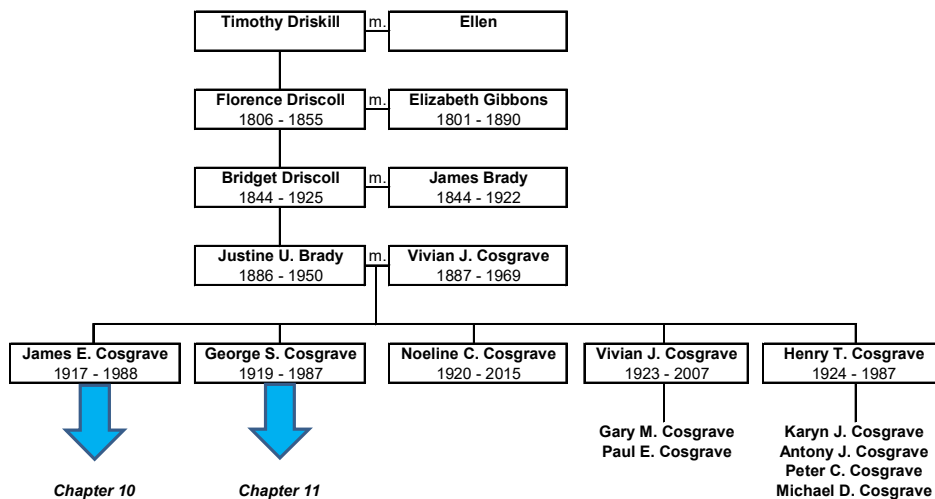 Timothy Driskill m. Ellen
Florence Driscoll m. Elizabeth Gibbons
1806 - 1855 1801 - 1890
Bridget Driscoll m. James Brady
1844 - 1925 1844 - 1922
Justine U. Brady m. Vivian J. Cosgrave
1886 - 1950 1887 - 1969
James E. Cosgrave George S. Cosgrave Noeline C. Cosgrave Vivian J. Cosgrave Henry T. Cosgrave
1917 - 1988 1919 - 1987 1920 - 2015 1923 - 2007 1924 - 1987
Gary M. Cosgrave Karyn J. Cosgrave
Paul E. Cosgrave Antony J. Cosgrave
Peter C. Cosgrave
Chapter 10 Chapter 11 Michael D. Cosgrave